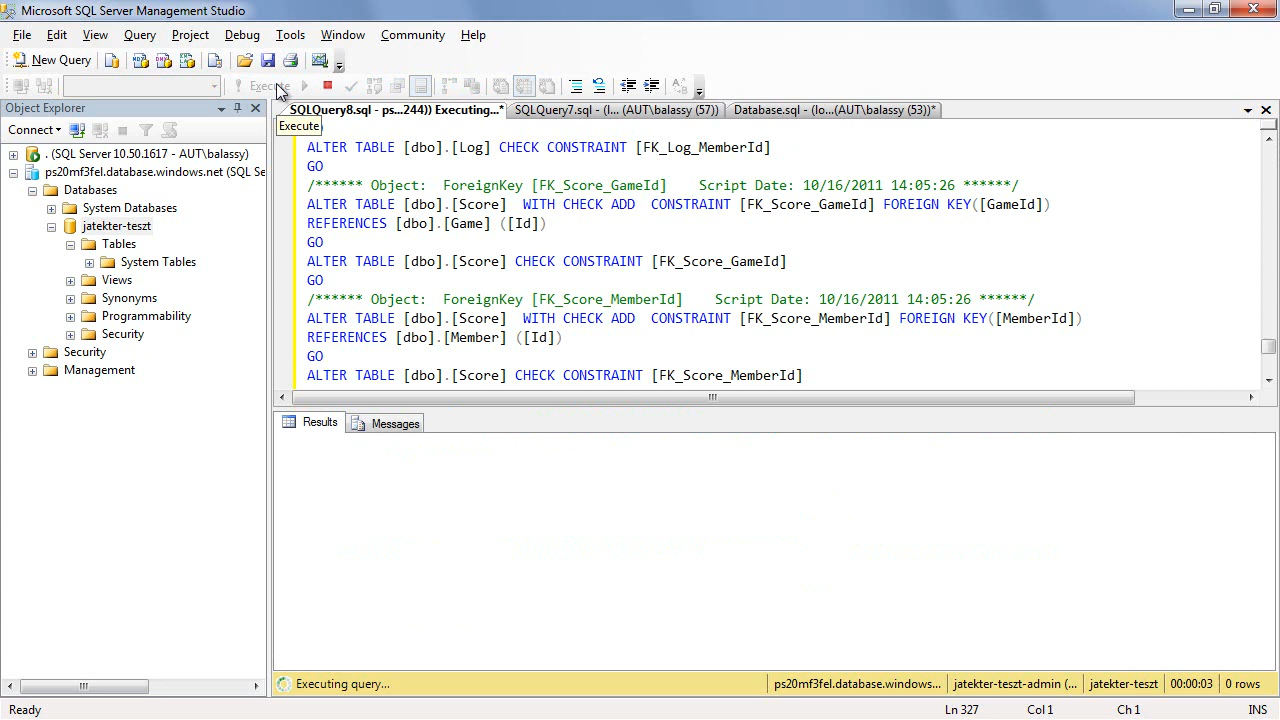 Microsoft SQL Server Management Studio
File Edit View Query Project Debug Tools Window Community Help
New Query
Execute
Object Explorer
SQLQuery8.sql - ps...244)) Executing...* SQLQuery7.sql - (l... (AUT\balassy (57)) Database.sql - (lo...(AUT\balassy (53))*
Execute
Connect
. (SQL Server 10.50.1617 - AUT\balassy)
ps20mf3fel.database.windows.net (SQL Se
Databases
System Databases
jatekter-teszt
Tables
System Tables
Views
Synonyms
Programmability
Security
Security
Management
ALTER TABLE [dbo].[Log] CHECK CONSTRAINT [FK_Log_MemberId]
GO
/****** Object:  ForeignKey [FK_Score_GameId]    Script Date: 10/16/2011 14:05:26 ******/
ALTER TABLE [dbo].[Score]  WITH CHECK ADD  CONSTRAINT [FK_Score_GameId] FOREIGN KEY([GameId])
REFERENCES [dbo].[Game] ([Id])
GO
ALTER TABLE [dbo].[Score] CHECK CONSTRAINT [FK_Score_GameId]
GO
/****** Object:  ForeignKey [FK_Score_MemberId]    Script Date: 10/16/2011 14:05:26 ******/
ALTER TABLE [dbo].[Score]  WITH CHECK ADD  CONSTRAINT [FK_Score_MemberId] FOREIGN KEY([MemberId])
REFERENCES [dbo].[Member] ([Id])
GO
ALTER TABLE [dbo].[Score] CHECK CONSTRAINT [FK_Score_MemberId]
Results Messages
Executing query... ps20mf3fel.database.windows... jatekter-teszt-admin (... jatekter-teszt 00:00:03 0 rows
Ready Ln 327 Col 1 Ch 1 INS